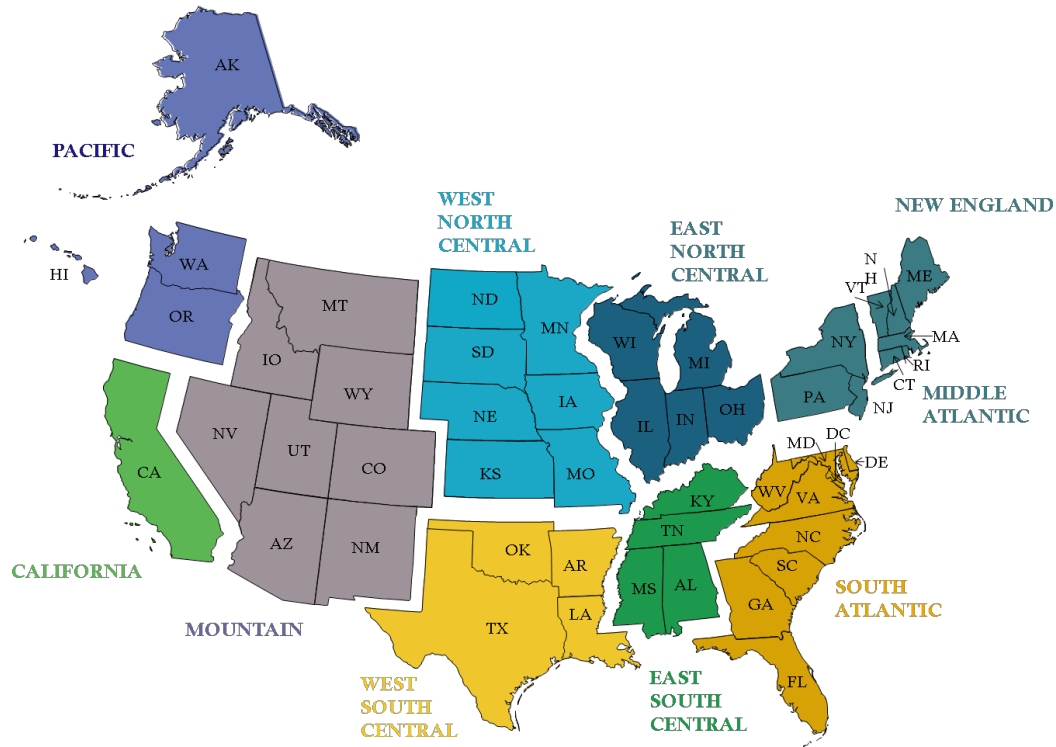 AK
PACIFIC
WEST
NORTH
CENTRAL
EAST
NORTH
CENTRAL
NEW ENGLAND
HI
WA
OR
MT
IO
WY
NV
UT
CO
AZ
NM
ND
MN
SD
NE
IA
KS
MO
WI
MI
IL
IN
OH
N
H
VT
ME
NY
MA
RI
CT
PA
NJ
MIDDLE
ATLANTIC
CA
CALIFORNIA
MOUNTAIN
OK
AR
TX
LA
WEST
SOUTH
CENTRAL
KY
TN
MS
AL
EAST
SOUTH
CENTRAL
MD
DC
DE
WV
VA
NC
SC
GA
FL
SOUTH
ATLANTIC